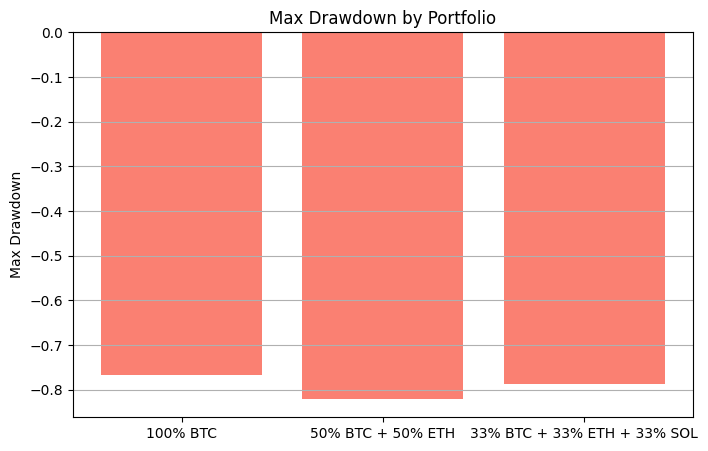 Max Drawdown by Portfolio
Max Drawdown
0.0
−0.1
−0.2
−0.3
−0.4
−0.5
−0.6
−0.7
−0.8
100% BTC
50% BTC + 50% ETH
33% BTC + 33% ETH + 33% SOL